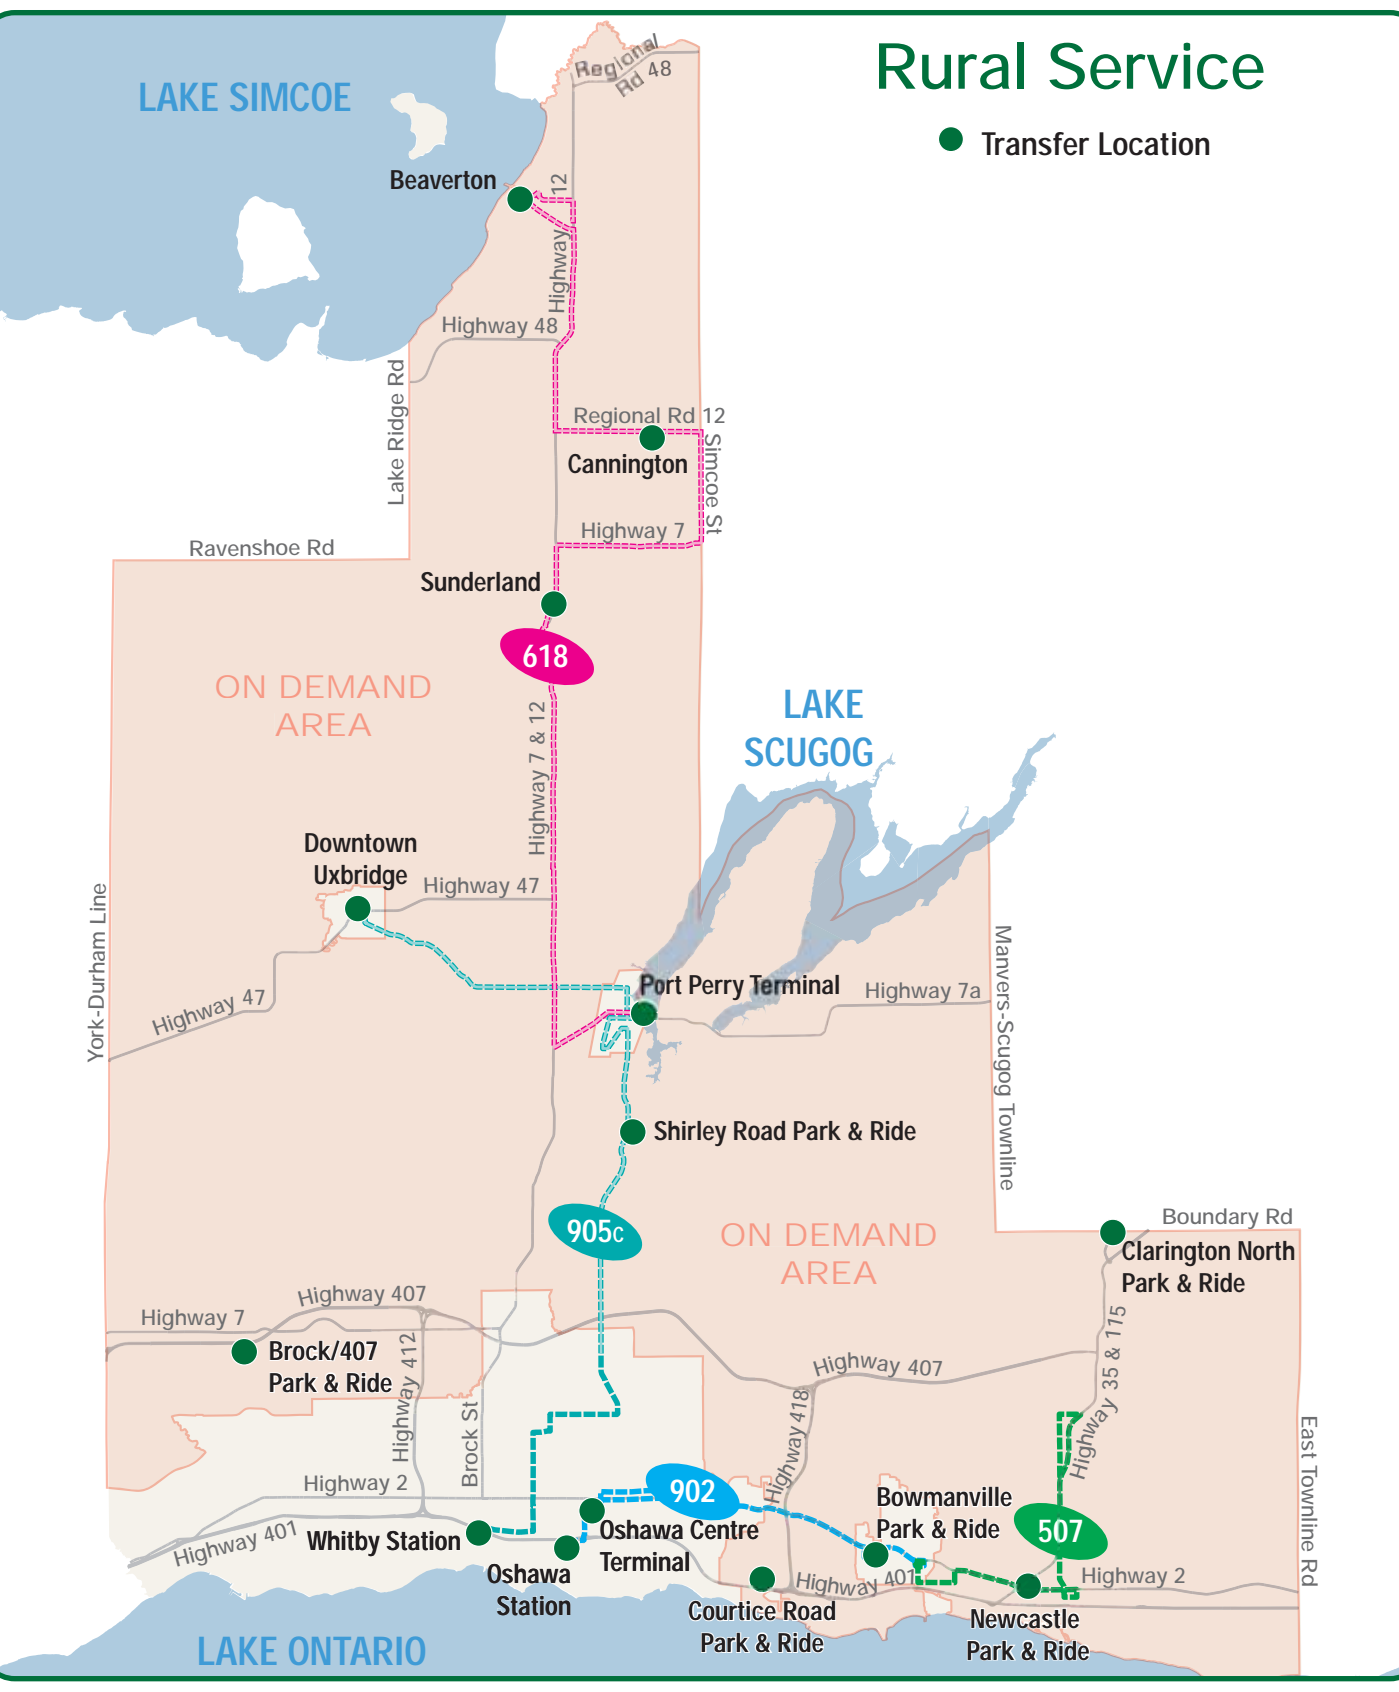 Rural Service
Transfer Location
LAKE SIMCOE
Regional
Rd 48
Beaverton
Highway 12
Highway 48
Lake Ridge Rd
Regional Rd 12
Cannington
Simcoe St
Highway 7
Ravenshoe Rd
Sunderland
618
ON DEMAND
AREA
LAKE
SCUGOG
Highway 7 & 12
Downtown
Uxbridge
Highway 47
York-Durham Line
Highway 47
Port Perry Terminal
Highway 7a
Manvers-Scugog Townline
Shirley Road Park & Ride
905c
ON DEMAND
AREA
Boundary Rd
Clarington North
Park & Ride
Highway 407
Highway 7
Brock/407
Park & Ride
Highway 412
Highway 407
Highway 35 & 115
Highway 418
Brock St
East Townline Rd
Highway 2
902
Bowmanville
Park & Ride
507
Highway 401
Whitby Station
Oshawa Centre
Terminal
Oshawa
Station
Highway 401
Highway 2
Courtice Road
Park & Ride
Newcastle
Park & Ride
LAKE ONTARIO